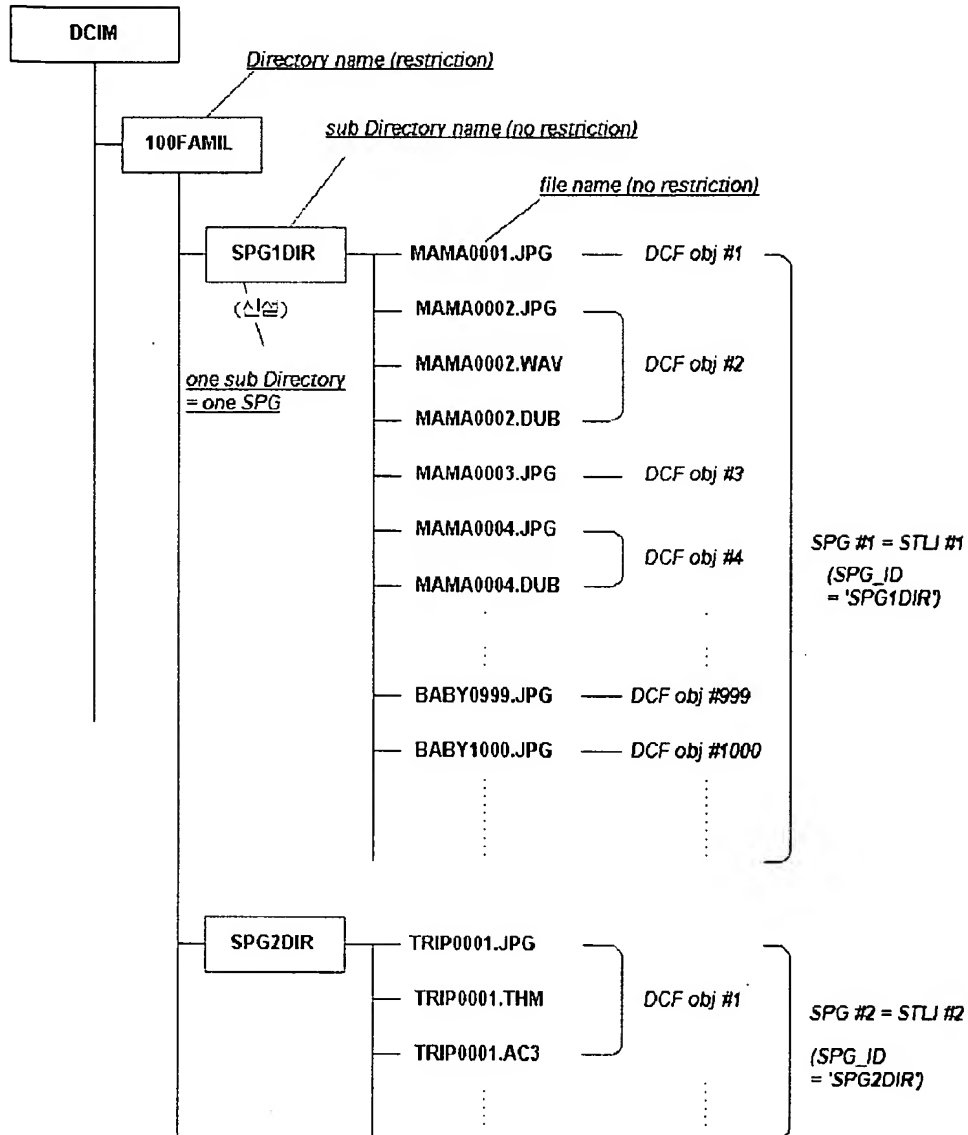 DCIM
Directory name (restriction)
100FAMIL
sub Directory name (no restriction)
file name (no restriction)
SPG1DIR
(신설)
one sub Directory
= one SPG
MAMA0001.JPG
DCF obj #1
MAMA0002.JPG
MAMA0002.WAV
DCF obj #2
MAMA0002.DUB
MAMA0003.JPG
DCF obj #3
MAMA0004.JPG
DCF obj #4
MAMA0004.DUB
BABY0999.JPG
DCF obj #999
BABY1000.JPG
DCF obj #1000
SPG #1 = STLI #1
(SPG_ID
= 'SPG1DIR')
SPG2DIR
TRIP0001.JPG
TRIP0001.THM
DCF obj #1
TRIP0001.AC3
SPG #2 = STLI #2
(SPG_ID
= 'SPG2DIR')